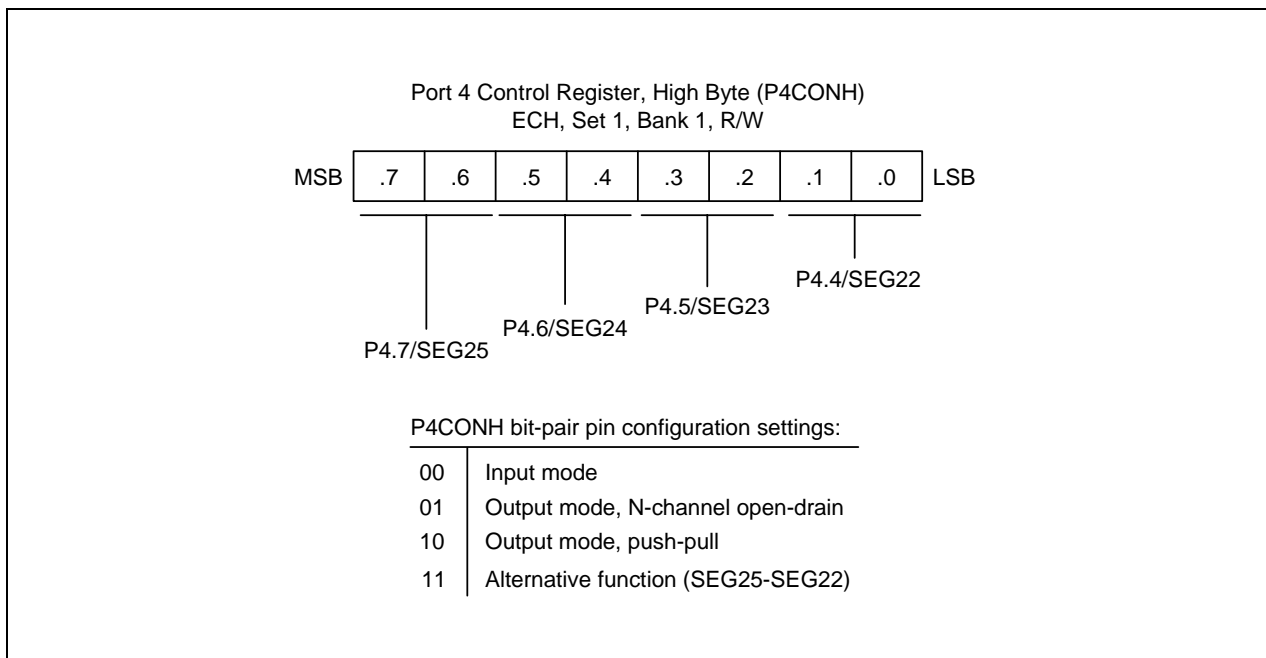 Port 4 Control Register, High Byte (P4CONH)
ECH, Set 1, Bank 1, R/W
MSB .7 .6 .5 .4 .3 .2 .1 .0 LSB
P4.4/SEG22
P4.5/SEG23
P4.6/SEG24
P4.7/SEG25
P4CONH bit-pair pin configuration settings:
00 Input mode
01 Output mode, N-channel open-drain
10 Output mode, push-pull
11 Alternative function (SEG25-SEG22)